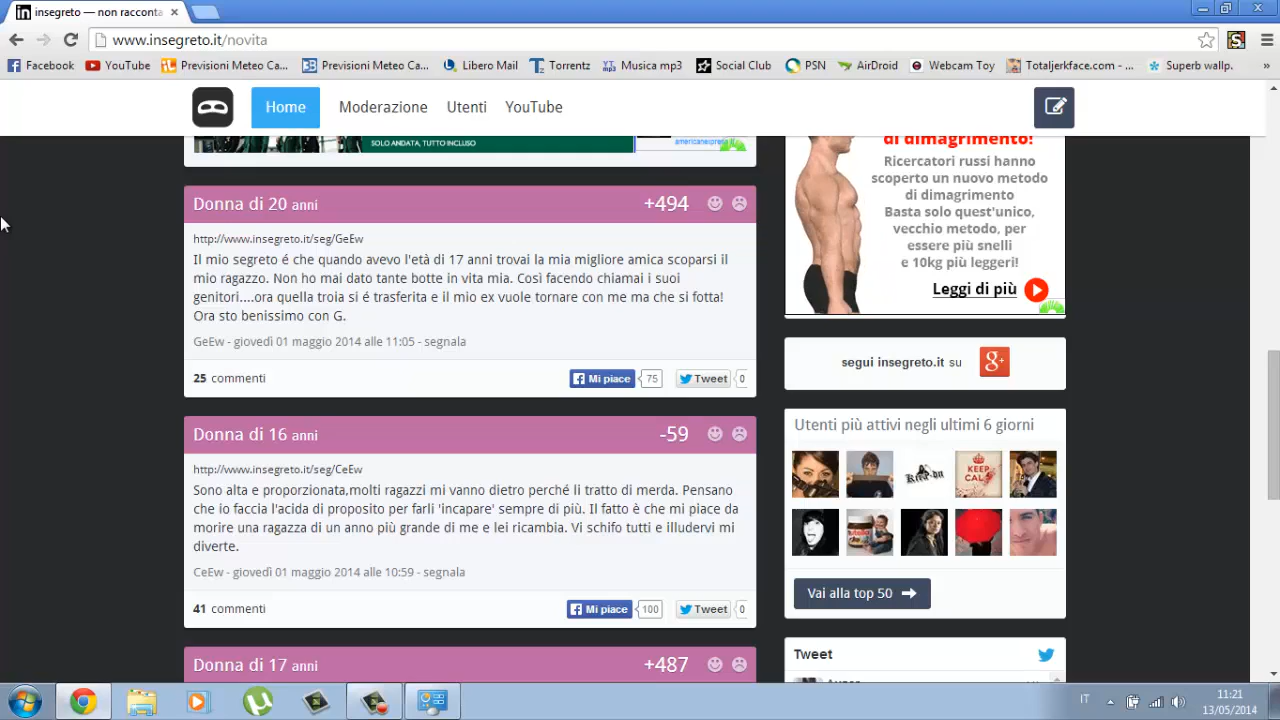 insegreto — non racconta
www.insegreto.it/novita
Facebook
YouTube
Previsioni Meteo Ca...
Previsioni Meteo Ca...
Libero Mail
Torrentz
Musica mp3
Social Club
PSN
AirDroid
Webcam Toy
Totaljerkface.com - ...
Superb wallp.
»
Home
Moderazione
Utenti
YouTube
SOLO ANDATA, TUTTO INCLUSO
Donna di 20 anni
+494
http://www.insegreto.it/seg/GeEw
Il mio segreto é che quando avevo l'età di 17 anni trovai la mia migliore amica scoparsi il
mio ragazzo. Non ho mai dato tante botte in vita mia. Così facendo chiamai i suoi
genitori....ora quella troia si é trasferita e il mio ex vuole tornare con me ma che si fotta!
Ora sto benissimo con G.
GeEw - giovedì 01 maggio 2014 alle 11:05 - segnala
25 commenti
Mi piace
75
Tweet
0
Donna di 16 anni
-59
http://www.insegreto.it/seg/CeEw
Sono alta e proporzionata,molti ragazzi mi vanno dietro perché li tratto di merda. Pensano
che io faccia l'acida di proposito per farli 'incapare' sempre di più. Il fatto è che mi piace da
morire una ragazza di un anno più grande di me e lei ricambia. Vi schifo tutti e illudervi mi
diverte.
CeEw - giovedì 01 maggio 2014 alle 10:59 - segnala
41 commenti
Mi piace
100
Tweet
0
Donna di 17 anni
+487
di dimagrimento!
Ricercatori russi hanno
scoperto un nuovo metodo
di dimagrimento
Basta solo quest'unico,
vecchio metodo, per
essere più snelli
e 10kg più leggeri!
Leggi di più
segui insegreto.it su
g+
Utenti più attivi negli ultimi 6 giorni
KEEP
CALM
Vai alla top 50
Tweet
IT
11:21
13/05/2014